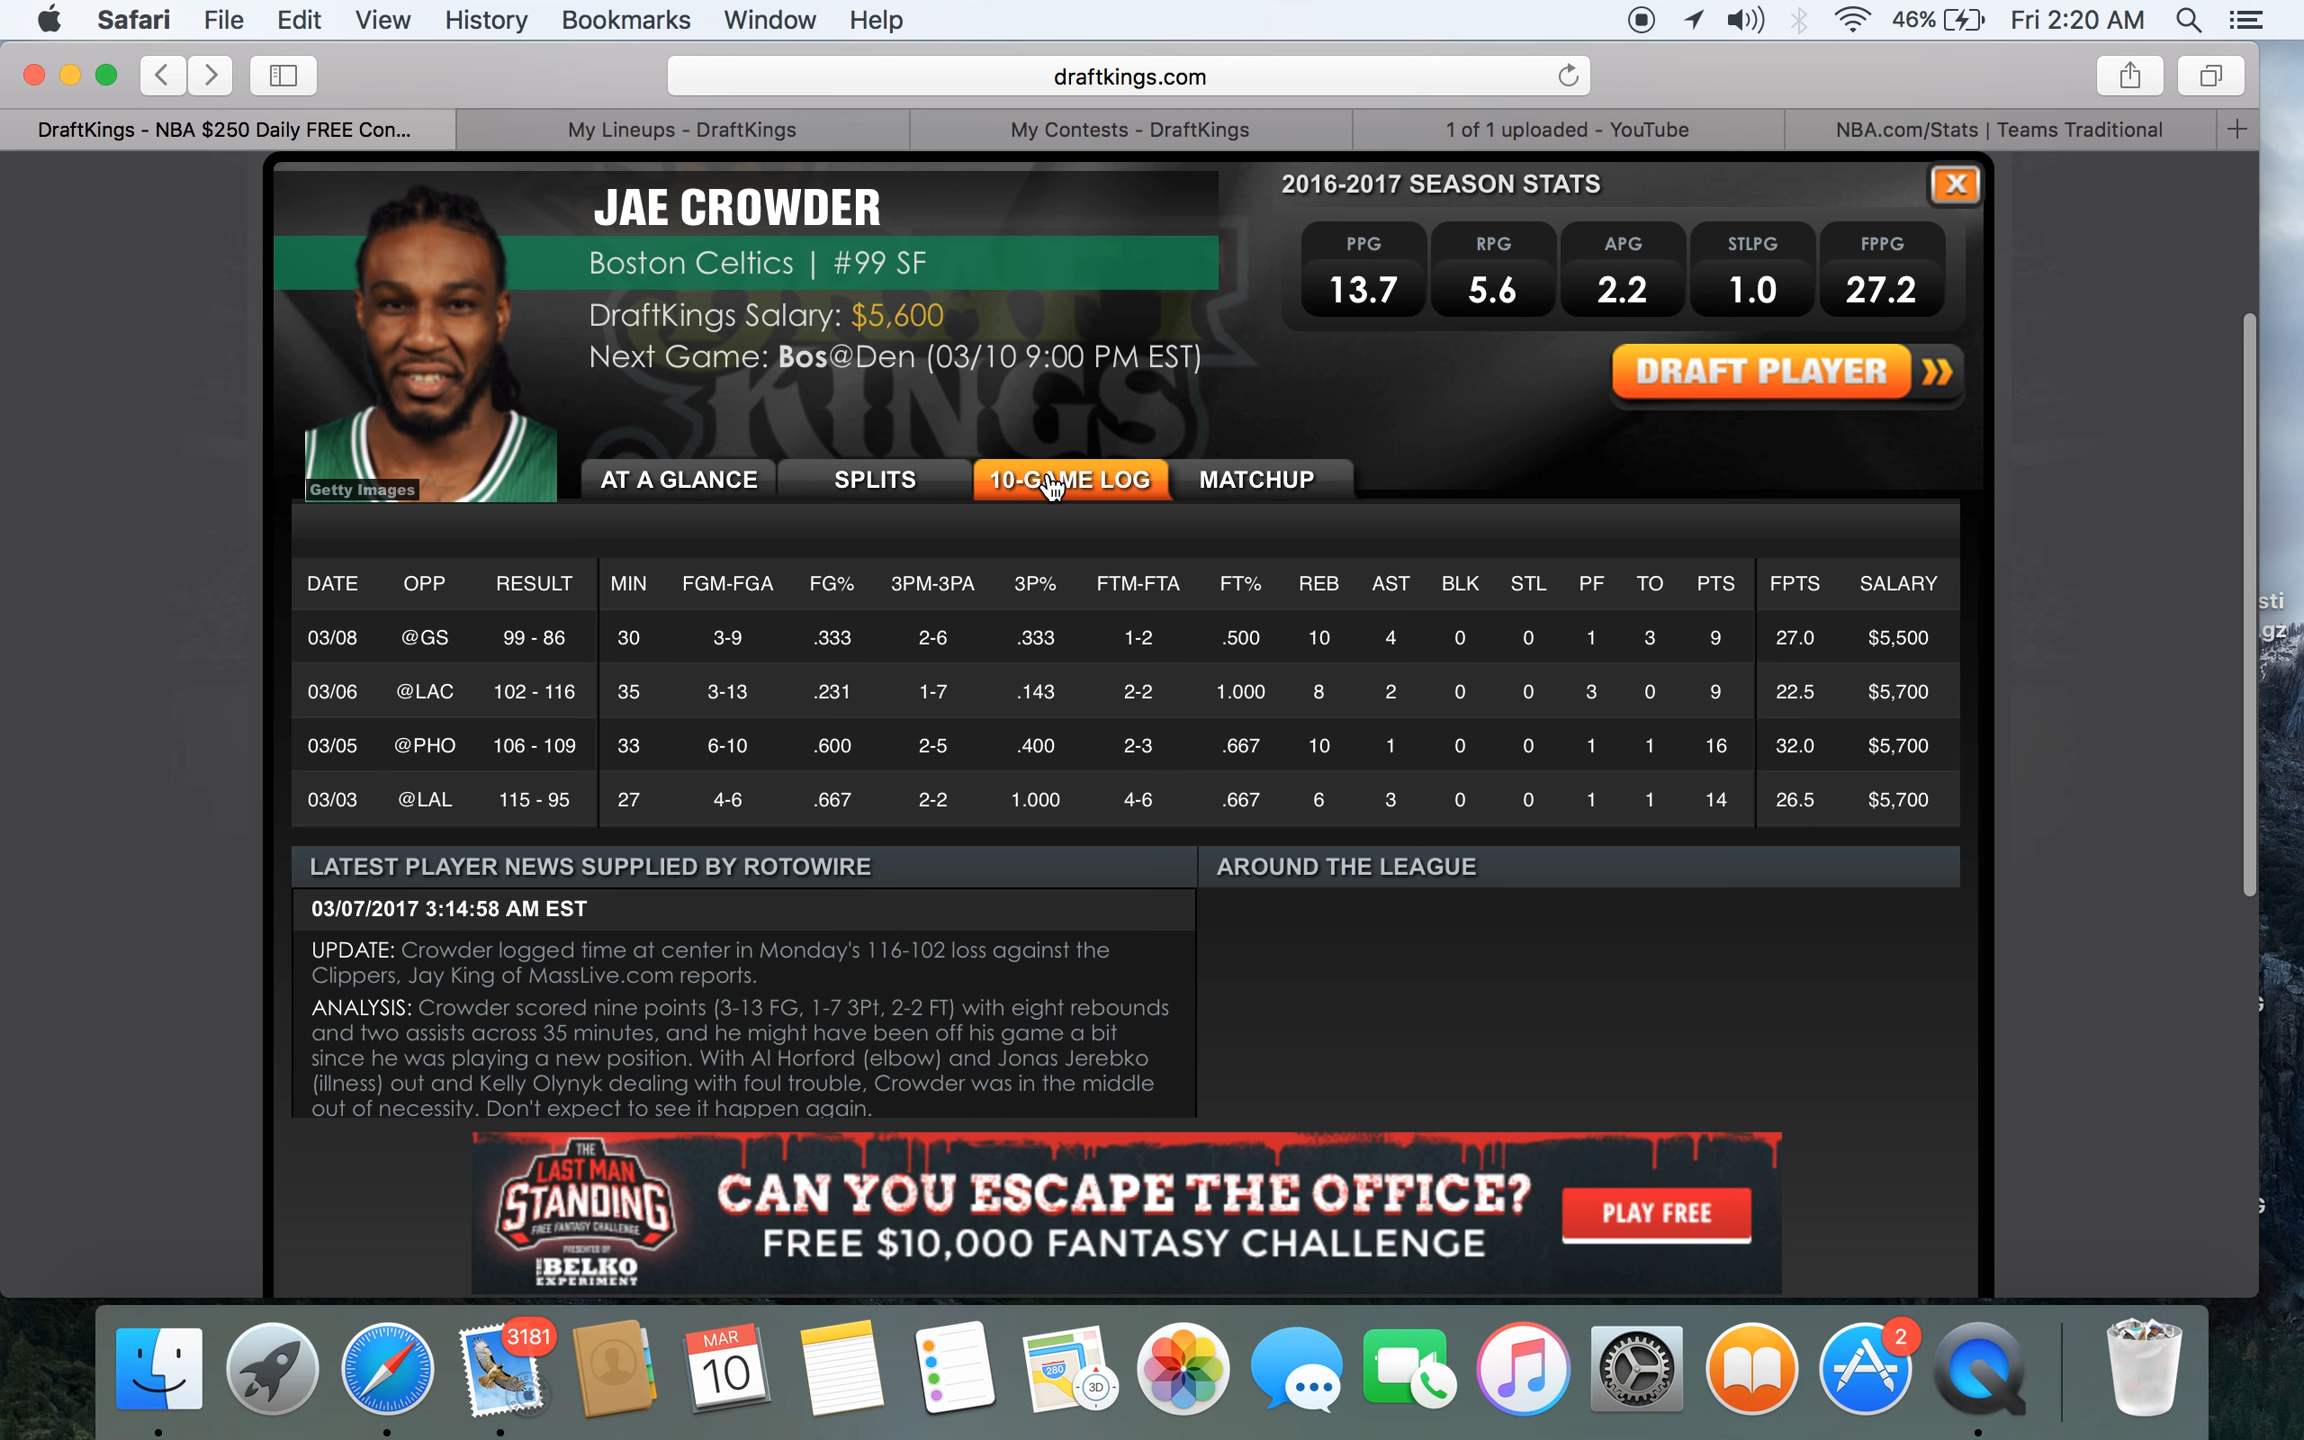 Safari File Edit View History Bookmarks Window Help 46% Fri 2:20 AM
draftkings.com
DraftKings - NBA $250 Daily FREE Con... My Lineups - DraftKings My Contests - DraftKings 1 of 1 uploaded - YouTube NBA.com/Stats | Teams Traditional
JAE CROWDER
Boston Celtics | #99 SF
DraftKings Salary: $5,600
Next Game: Bos@Den (03/10 9:00 PM EST)
KINGS
Getty Images
2016-2017 SEASON STATS
X
PPG RPG APG STLPG FPPG
13.7 5.6 2.2 1.0 27.2
DRAFT PLAYER
AT A GLANCE SPLITS 10-GAME LOG MATCHUP
DATE OPP RESULT MIN FGM-FGA FG% 3PM-3PA 3P% FTM-FTA FT% REB AST BLK STL PF TO PTS FPTS SALARY
03/08 @GS 99 - 86 30 3-9 .333 2-6 .333 1-2 .500 10 4 0 0 1 3 9 27.0 $5,500
03/06 @LAC 102 - 116 35 3-13 .231 1-7 .143 2-2 1.000 8 2 0 0 3 0 9 22.5 $5,700
03/05 @PHO 106 - 109 33 6-10 .600 2-5 .400 2-3 .667 10 1 0 0 1 1 16 32.0 $5,700
03/03 @LAL 115 - 95 27 4-6 .667 2-2 1.000 4-6 .667 6 3 0 0 1 1 14 26.5 $5,700
LATEST PLAYER NEWS SUPPLIED BY ROTOWIRE
03/07/2017 3:14:58 AM EST
UPDATE: Crowder logged time at center in Monday's 116-102 loss against the
Clippers, Jay King of MassLive.com reports.
ANALYSIS: Crowder scored nine points (3-13 FG, 1-7 3Pt, 2-2 FT) with eight rebounds
and two assists across 35 minutes, and he might have been off his game a bit
since he was playing a new position. With Al Horford (elbow) and Jonas Jerebko
(illness) out and Kelly Olynyk dealing with foul trouble, Crowder was in the middle
out of necessity. Don't expect to see it happen again.
AROUND THE LEAGUE
THE
LAST MAN
STANDING
FREE FANTASY CHALLENGE
PRESENTED BY
THE BELKO
EXPERIMENT
CAN YOU ESCAPE THE OFFICE?
FREE $10,000 FANTASY CHALLENGE
PLAY FREE
sti
.gz
3181
MAR
10
280
3D
2